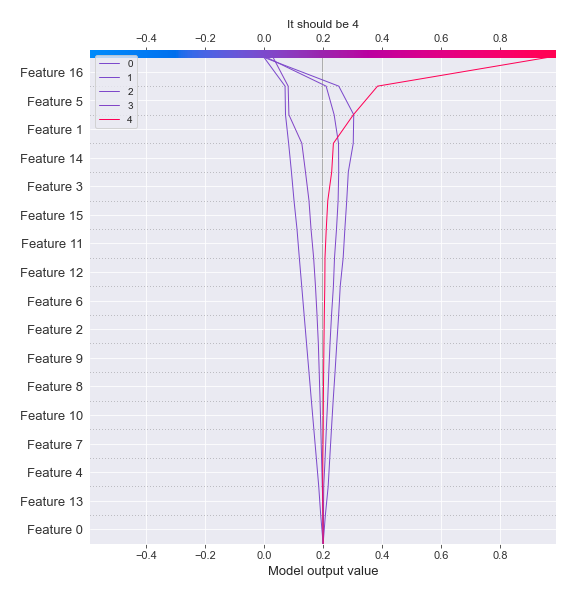 It should be 4
−0.4 −0.2 0.0 0.2 0.4 0.6 0.8
0
1
2
3
4
Feature 16
Feature 5
Feature 1
Feature 14
Feature 3
Feature 15
Feature 11
Feature 12
Feature 6
Feature 2
Feature 9
Feature 8
Feature 10
Feature 7
Feature 4
Feature 13
Feature 0
−0.4 −0.2 0.0 0.2 0.4 0.6 0.8
Model output value